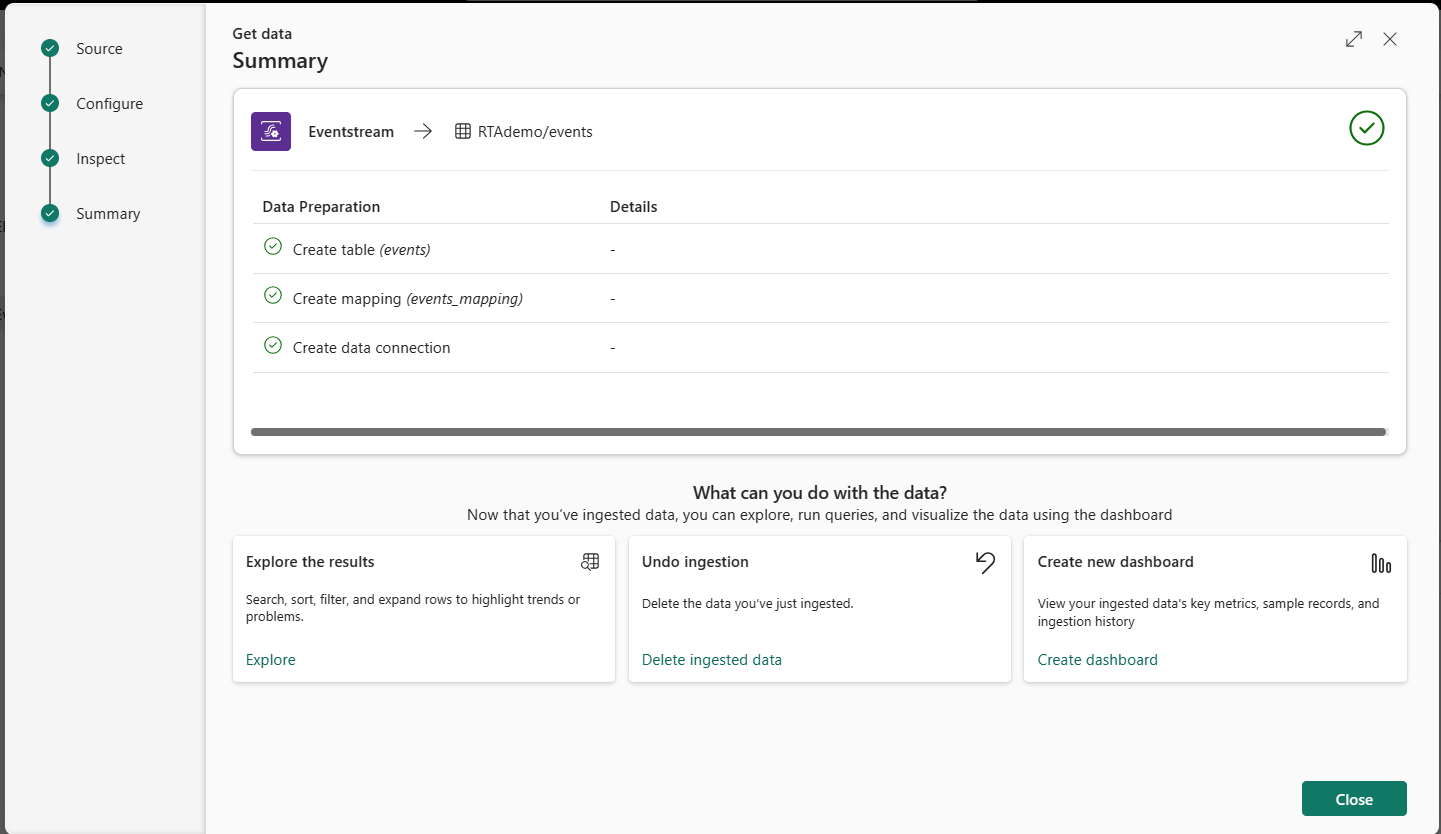 Source
Configure
Inspect
Summary
Get data
Summary
Eventstream
RTAdemo/events
Data Preparation Details
Create table (events) -
Create mapping (events_mapping) -
Create data connection -
What can you do with the data?
Now that you've ingested data, you can explore, run queries, and visualize the data using the dashboard
Explore the results
Search, sort, filter, and expand rows to highlight trends or
problems.
Explore
Undo ingestion
Delete the data you've just ingested.
Delete ingested data
Create new dashboard
View your ingested data's key metrics, sample records, and
ingestion history
Create dashboard
Close